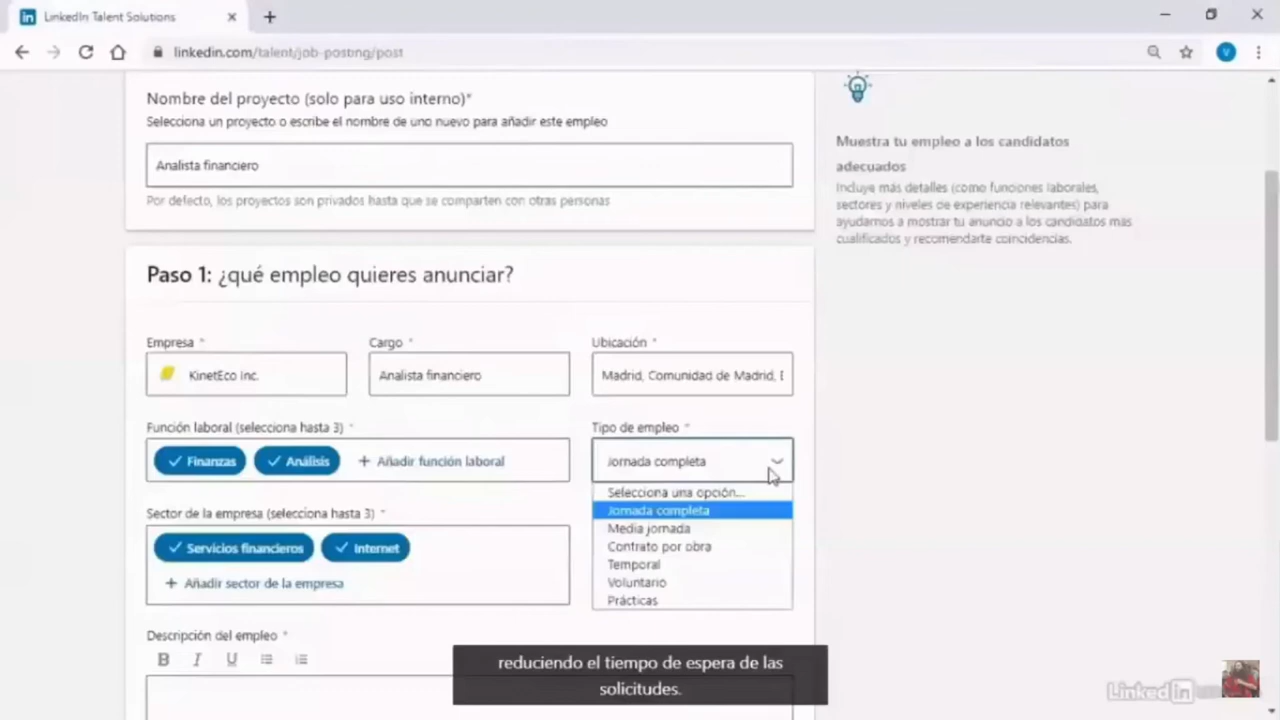 LinkedIn Talent Solutions
linkedin.com/talent/job-posting/post
Nombre del proyecto (solo para uso interno)*
Selecciona un proyecto o escribe el nombre de uno nuevo para añadir este empleo
Analista financiero
Por defecto, los proyectos son privados hasta que se comparten con otras personas
Muestra tu empleo a los candidatos
adecuados
Incluye más detalles (como funciones laborales,
sectores y niveles de experiencia relevantes) para
ayudarnos a mostrar tu anuncio a los candidatos más
cualificados y recomendarte coincidencias.
Paso 1: ¿qué empleo quieres anunciar?
Empresa * Cargo * Ubicación *
KinetEco Inc. Analista financiero Madrid, Comunidad de Madrid, E
Función laboral (selecciona hasta 3) * Tipo de empleo *
Finanzas Análisis + Añadir función laboral Jornada completa
Selecciona una opción...
Jornada completa
Media jornada
Contrato por obra
Temporal
Voluntario
Prácticas
Sector de la empresa (selecciona hasta 3) *
Servicios financieros Internet
+ Añadir sector de la empresa
Descripción del empleo *
B I U
reduciendo el tiempo de espera de las
solicitudes.
LinkedIn